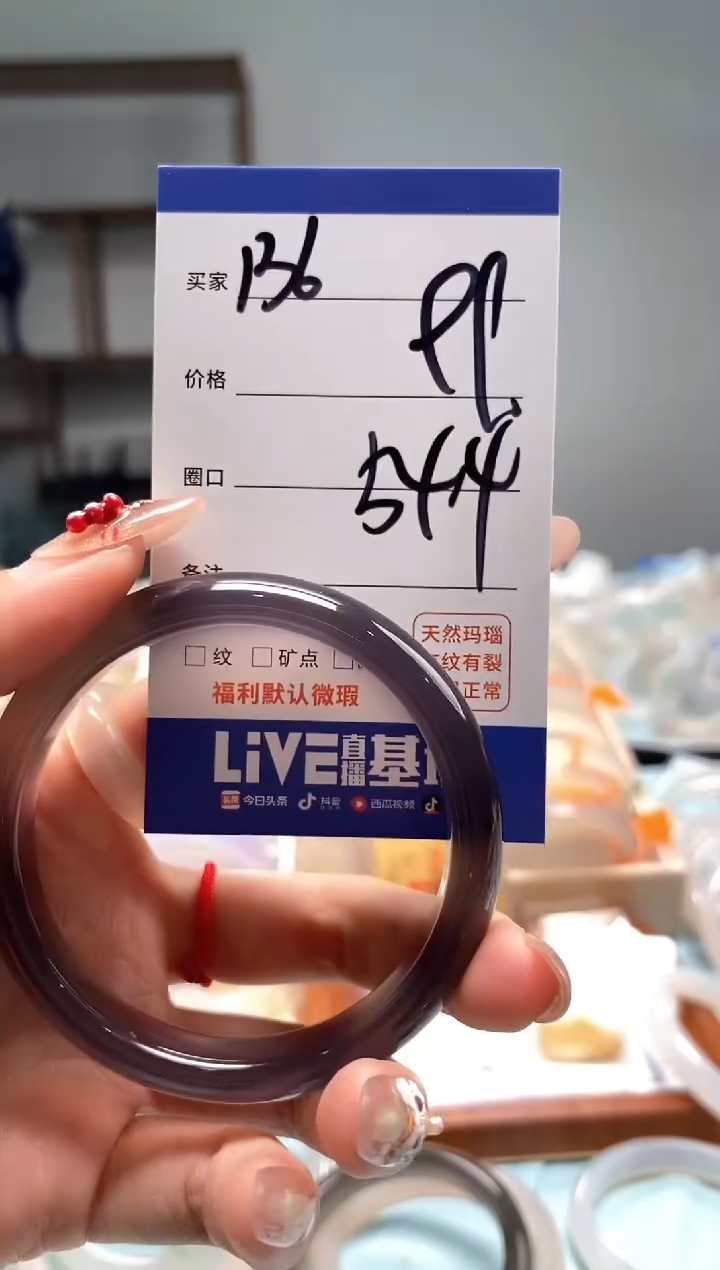 买家 136
价格
圈口 54.4
备注
天然玛瑙
纹有裂
正常
□ 纹 □ 矿点 □
福利默认微瑕
LiVE直播基
今日头条 抖音 西瓜视频